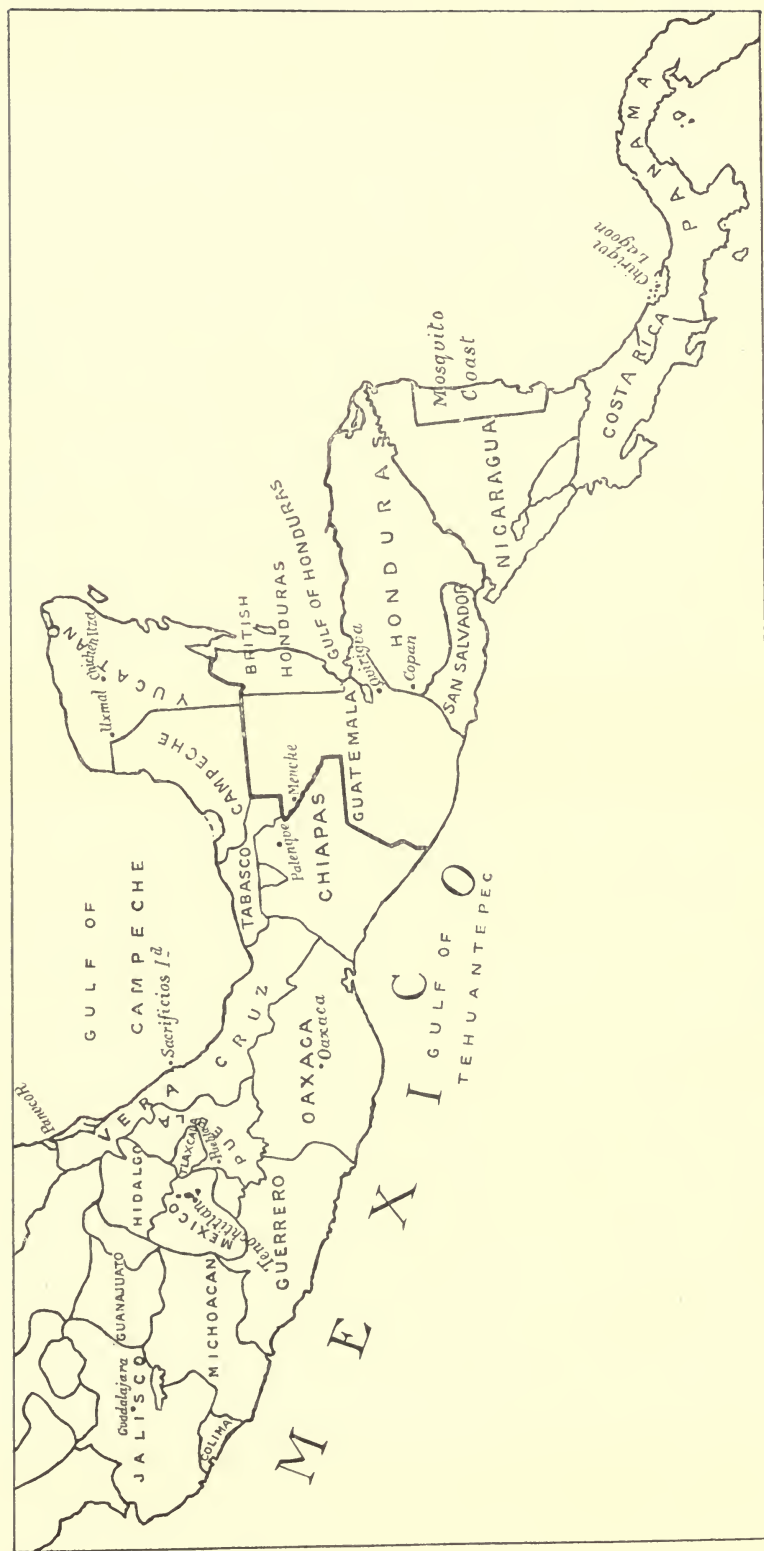 Panuco R.
GULF OF
CAMPECHE
Sacrificios Id
JALISCO
Guadalajara
GUANAJUATO
HIDALGO
VERA CRUZ
MICHOACAN
COLIMA
MEXICO
Tenochtitlan
TLAXCALA
PUEBLA
Puebla
GUERRERO
OAXACA
Oaxaca
TABASCO
CAMPECHE
YUCATAN
Uxmal
Chichen Itza
CHIAPAS
Palenque
Menche
GUATEMALA
BRITISH
HONDURAS
GULF OF HONDURAS
Quirigua
Copan
HONDURAS
SAN SALVADOR
NICARAGUA
Mosquito
Coast
COSTA RICA
Chiriqui
Lagoon
PANAMA
MEXICO
GULF OF
TEHUANTEPEC